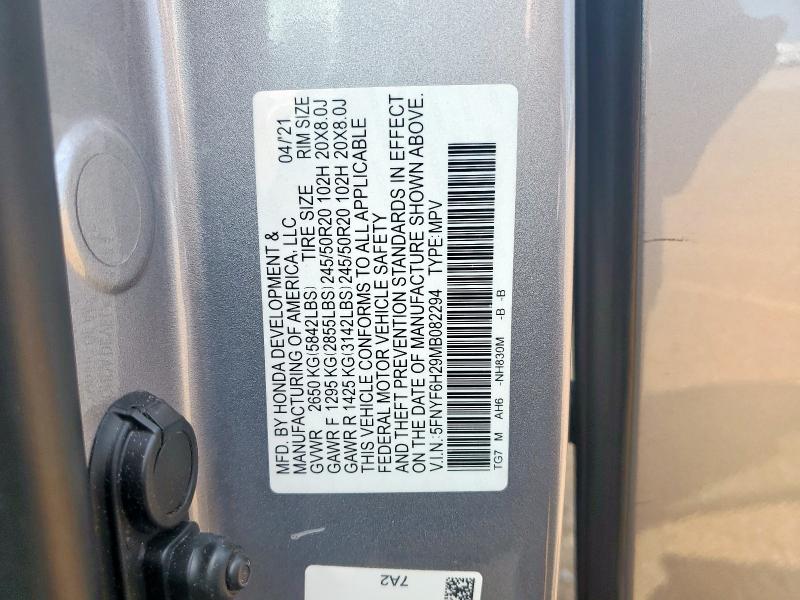 MFD. BY HONDA DEVELOPMENT & 04/'21
MANUFACTURING OF AMERICA, LLC
GVWR 2650 KG(5842LBS) TIRE SIZE RIM SIZE
GAWR F 1295 KG(2855LBS) 245/50R20 102H 20X8.0J
GAWR R 1425 KG(3142LBS) 245/50R20 102H 20X8.0J
THIS VEHICLE CONFORMS TO ALL APPLICABLE
FEDERAL MOTOR VEHICLE SAFETY
AND THEFT PREVENTION STANDARDS IN EFFECT
ON THE DATE OF MANUFACTURE SHOWN ABOVE.
V.I.N.:5FNYF6H29MB082294 TYPE:MPV
TG7 M AH6 -NH830M -B -B
7A2